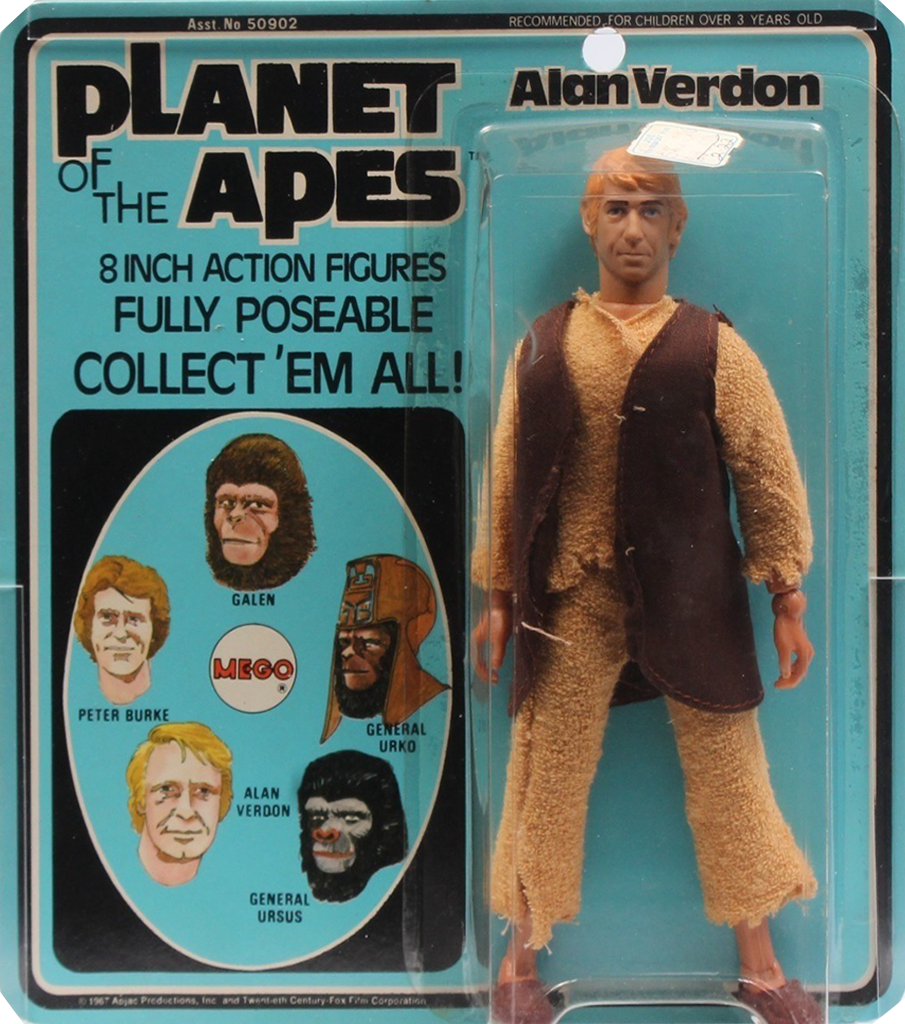 Asst. No 50902
RECOMMENDED FOR CHILDREN OVER 3 YEARS OLD
PLANET
OF THE APES™
Alan Verdon
8 INCH ACTION FIGURES
FULLY POSEABLE
COLLECT 'EM ALL!
GALEN
PETER BURKE
MEGO®
GENERAL
URKO
ALAN
VERDON
GENERAL
URSUS
© 1967 Apjac Productions, Inc. and Twentieth Century-Fox Film Corporation